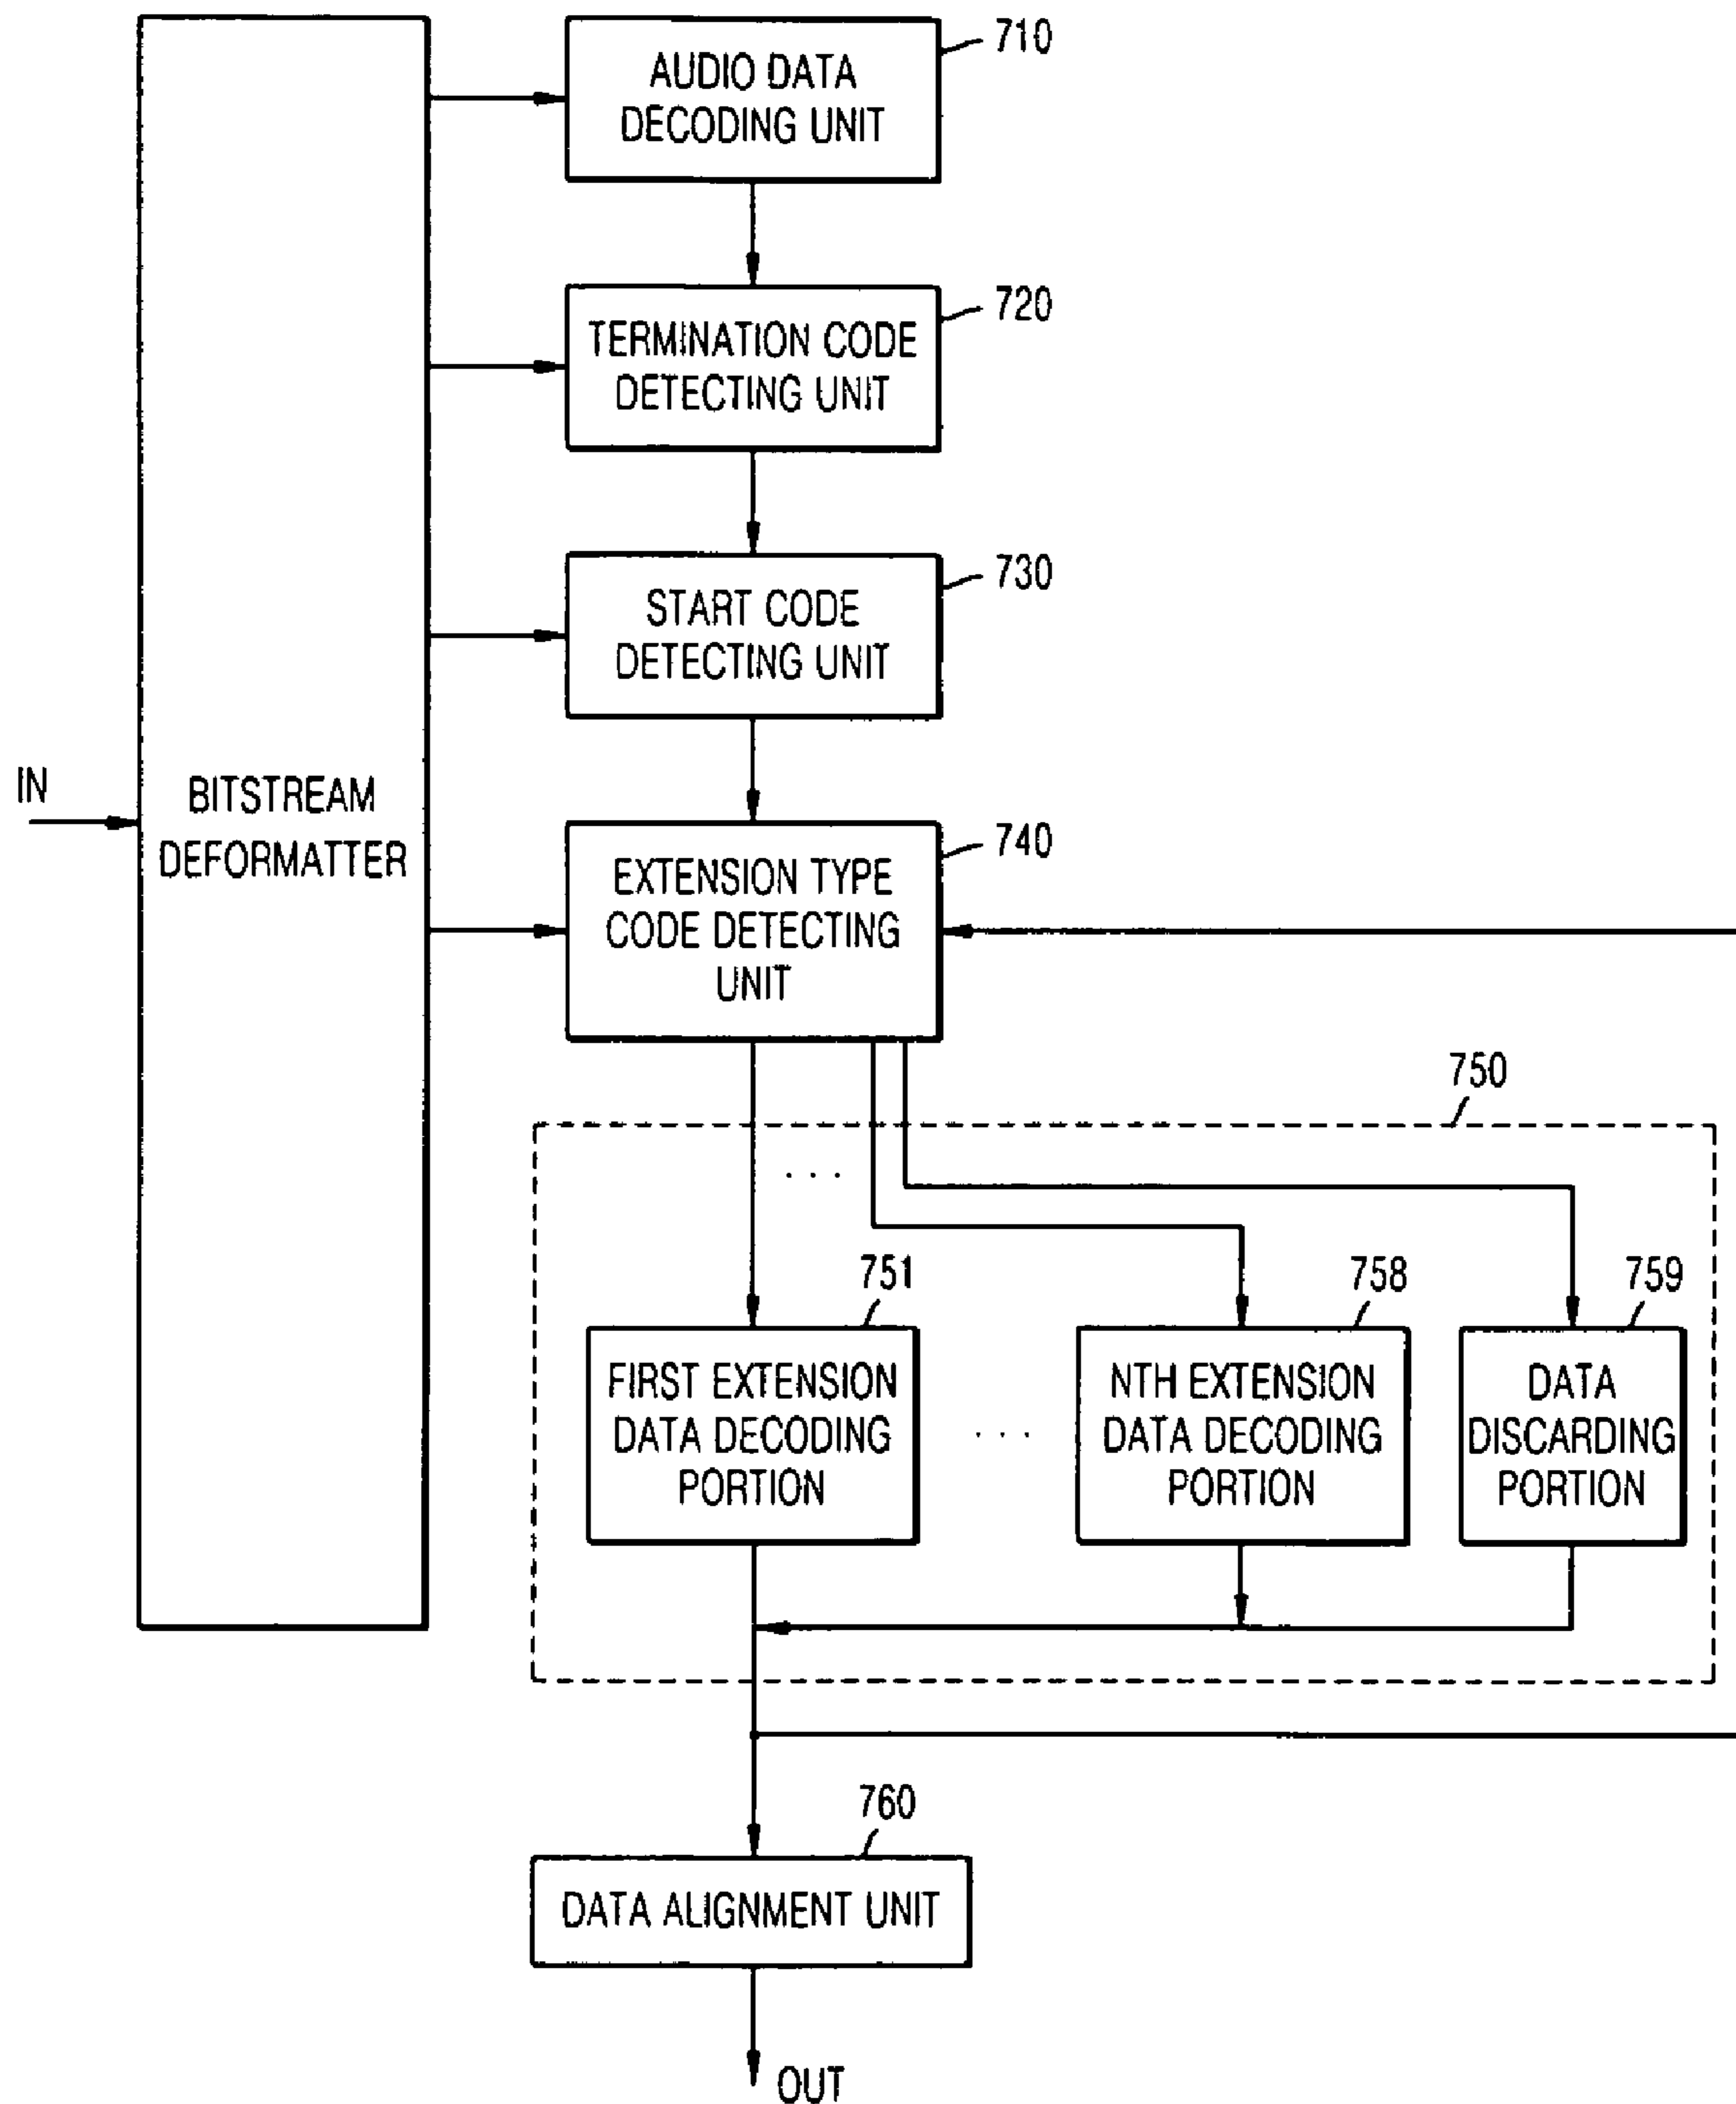 710
AUDIO DATA
DECODING UNIT
720
TERMINATION CODE
DETECTING UNIT
730
START CODE
DETECTING UNIT
IN
BITSTREAM
DEFORMATTER
740
EXTENSION TYPE
CODE DETECTING
UNIT
750
. . .
751
FIRST EXTENSION
DATA DECODING
PORTION
. . .
758
NTH EXTENSION
DATA DECODING
PORTION
759
DATA
DISCARDING
PORTION
760
DATA ALIGNMENT UNIT
OUT